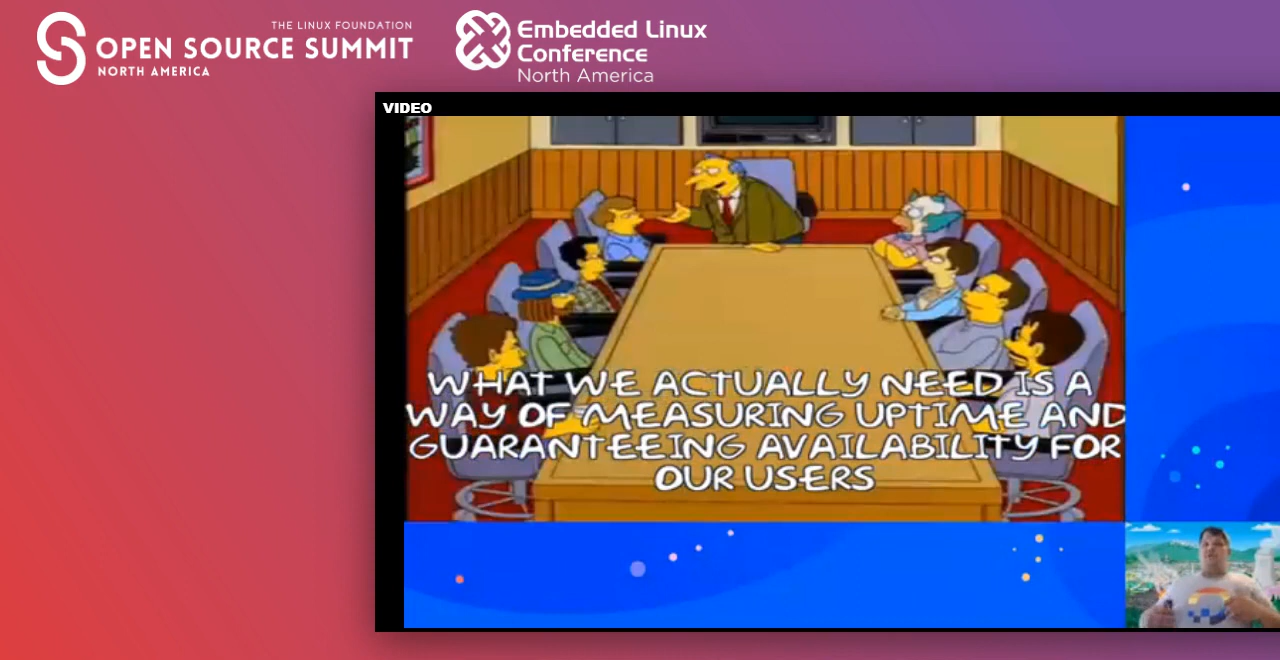 THE LINUX FOUNDATION
OPEN SOURCE SUMMIT
NORTH AMERICA
Embedded Linux
Conference
North America
VIDEO
WHAT WE ACTUALLY NEED IS A
WAY OF MEASURING UPTIME AND
GUARANTEEING AVAILABILITY FOR
OUR USERS